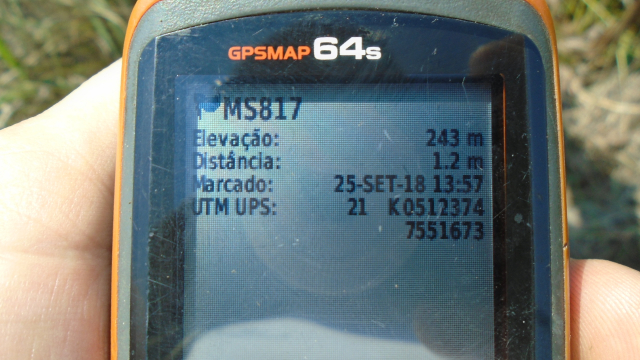 GPSMAP 64s
MS817
Elevação: 243 m
Distância: 1.2 m
Marcado: 25-SET-18 13:57
UTM UPS: 21 K 0512374
7551673